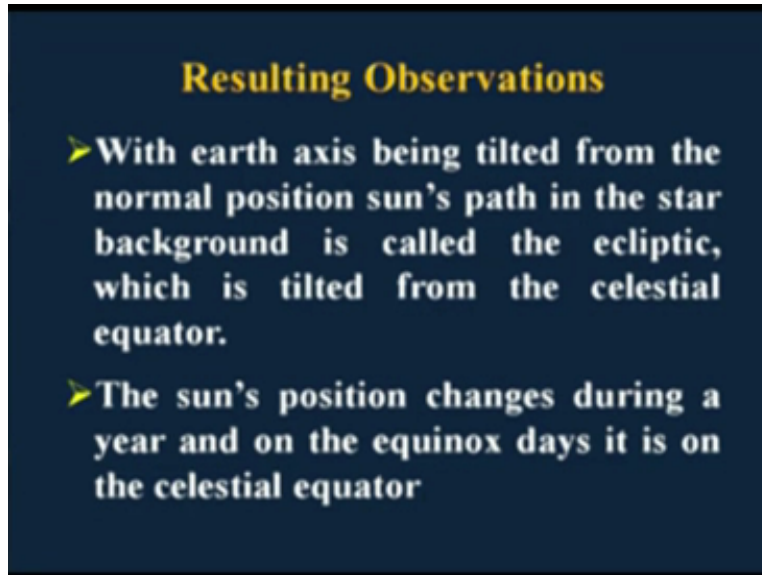 Resulting Observations
➢With earth axis being tilted from the
normal position sun's path in the star
background is called the ecliptic,
which is tilted from the celestial
equator.
➢The sun's position changes during a
year and on the equinox days it is on
the celestial equator